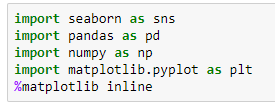 import seaborn as sns
import pandas as pd
import numpy as np
import matplotlib.pyplot as plt
%matplotlib inline